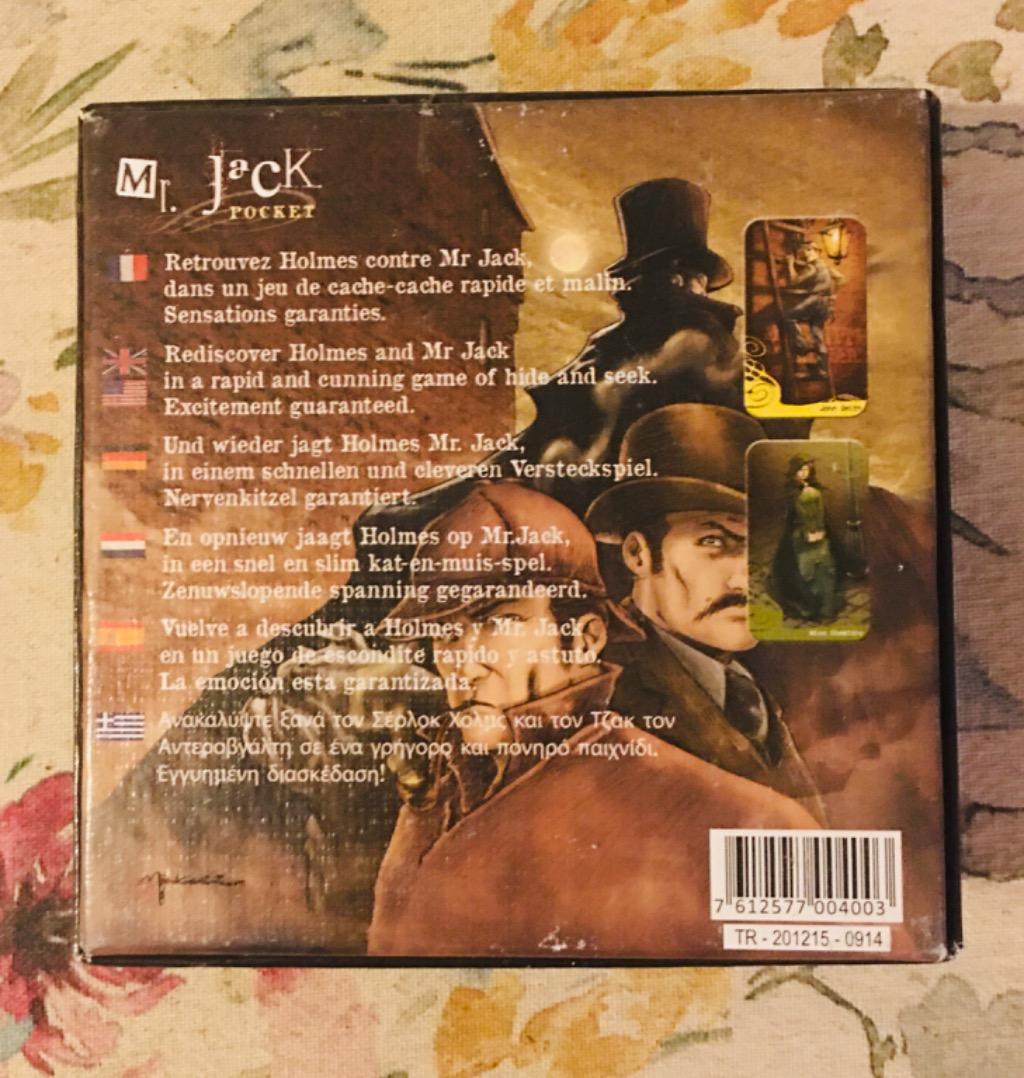 Mr. Jack
POCKET
Retrouvez Holmes contre Mr Jack,
dans un jeu de cache-cache rapide et malin.
Sensations garanties.
Rediscover Holmes and Mr Jack
in a rapid and cunning game of hide and seek.
Excitement guaranteed.
Und wieder jagt Holmes Mr. Jack,
in einem schnellen und cleveren Versteckspiel.
Nervenkitzel garantiert.
En opnieuw jaagt Holmes op Mr.Jack,
in een snel en slim kat-en-muis-spel.
Zenuwslopende spanning gegarandeerd.
Vuelve a descubrir a Holmes y Mr. Jack
en un juego de escondite rapido y astuto.
La emoción esta garantizada.
Ανακαλύψτε ξανά τον Σέρλοκ Χολμς και τον Τζακ τον
Αντεροβγάλτη σε ένα γρήγορο και πονηρό παιχνίδι.
Εγγυημένη διασκέδαση!
7 612577 004003
TR - 201215 - 0914